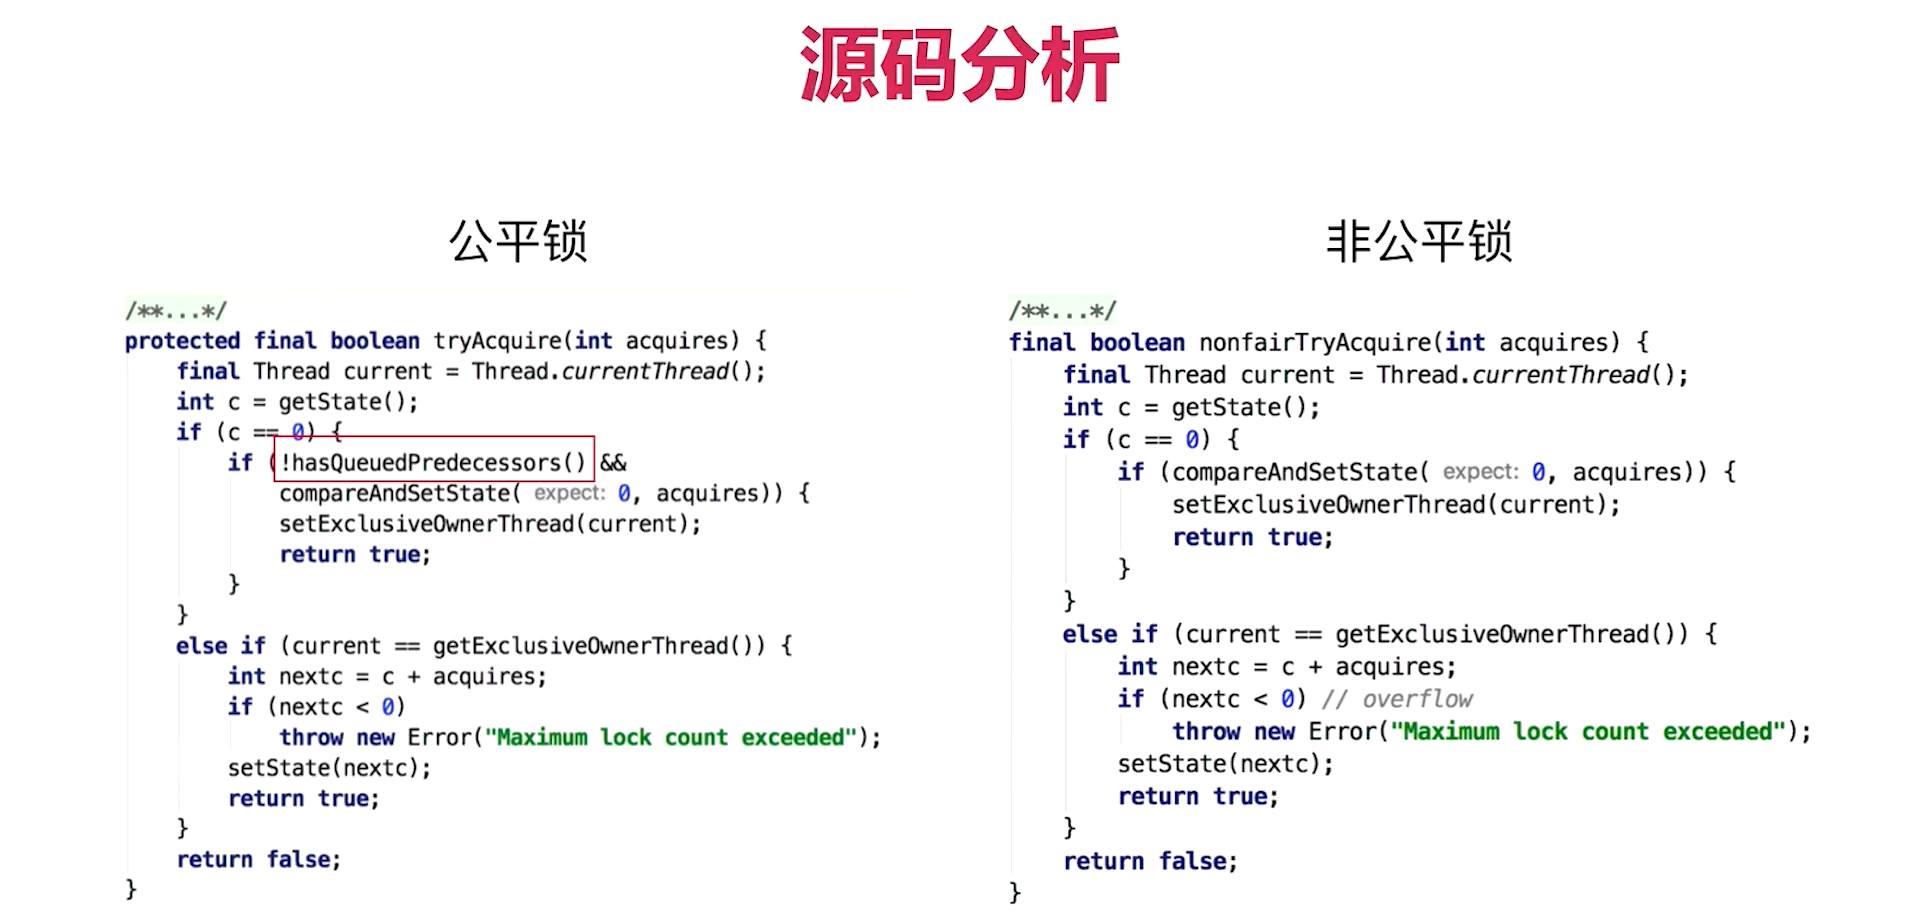 源码分析
公平锁
/**...*/
protected final boolean tryAcquire(int acquires) {
    final Thread current = Thread.currentThread();
    int c = getState();
    if (c == 0) {
        if (!hasQueuedPredecessors() &&
            compareAndSetState( expect: 0, acquires)) {
            setExclusiveOwnerThread(current);
            return true;
        }
    }
    else if (current == getExclusiveOwnerThread()) {
        int nextc = c + acquires;
        if (nextc < 0)
            throw new Error("Maximum lock count exceeded");
        setState(nextc);
        return true;
    }
    return false;
}
非公平锁
/**...*/
final boolean nonfairTryAcquire(int acquires) {
    final Thread current = Thread.currentThread();
    int c = getState();
    if (c == 0) {
        if (compareAndSetState( expect: 0, acquires)) {
            setExclusiveOwnerThread(current);
            return true;
        }
    }
    else if (current == getExclusiveOwnerThread()) {
        int nextc = c + acquires;
        if (nextc < 0) // overflow
            throw new Error("Maximum lock count exceeded");
        setState(nextc);
        return true;
    }
    return false;
}